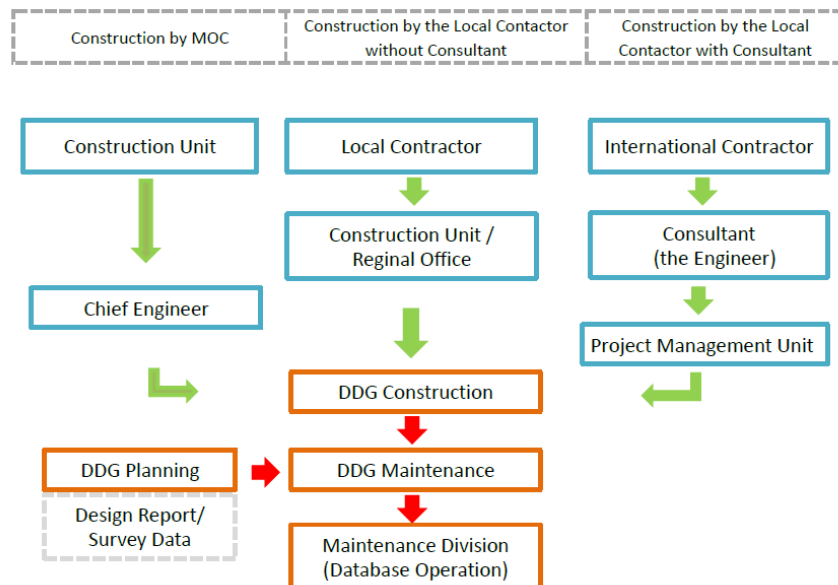 Construction by MOC
Construction by the Local Contactor
without Consultant
Construction by the Local
Contactor with Consultant
Construction Unit
Local Contractor
International Contractor
Construction Unit /
Reginal Office
Consultant
(the Engineer)
Chief Engineer
Project Management Unit
DDG Construction
DDG Planning
DDG Maintenance
Design Report/
Survey Data
Maintenance Division
(Database Operation)